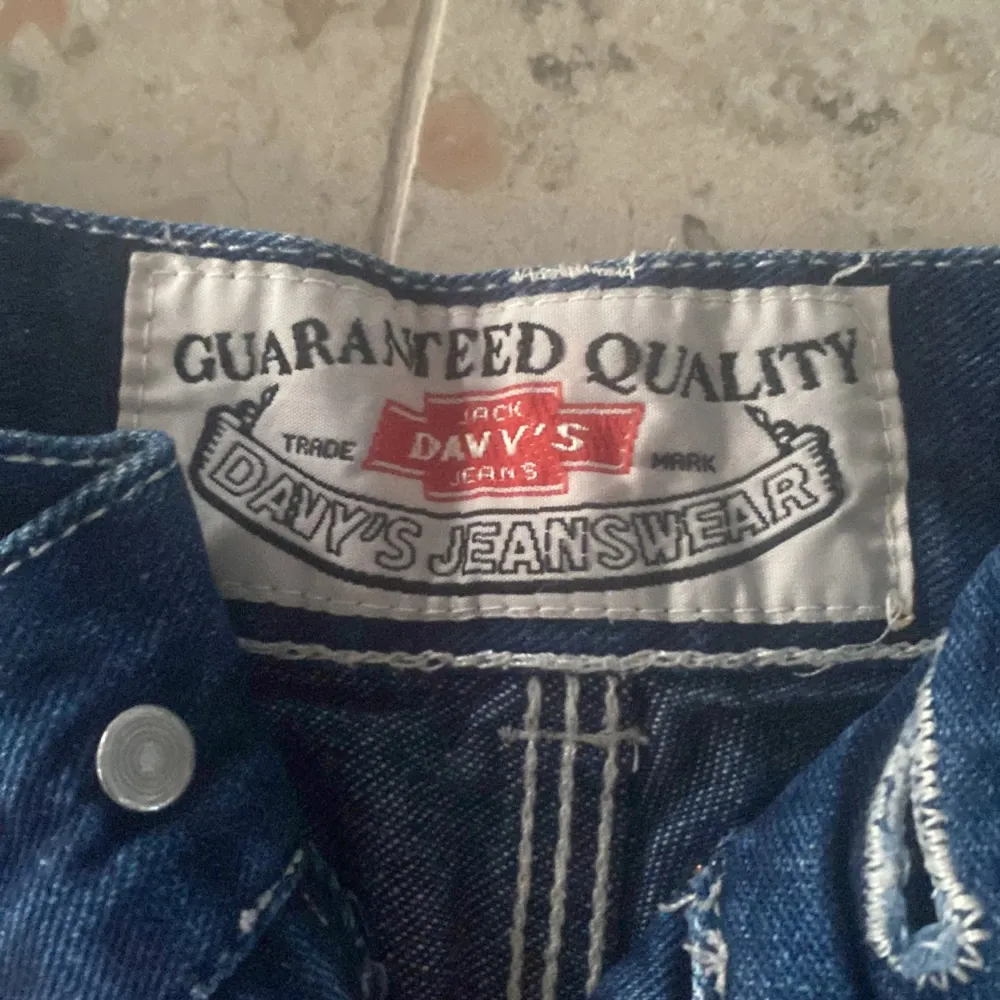 GUARANTEED QUALITY
JACK
TRADE DAVY'S MARK
JEANS
DAVY'S JEANSWEAR